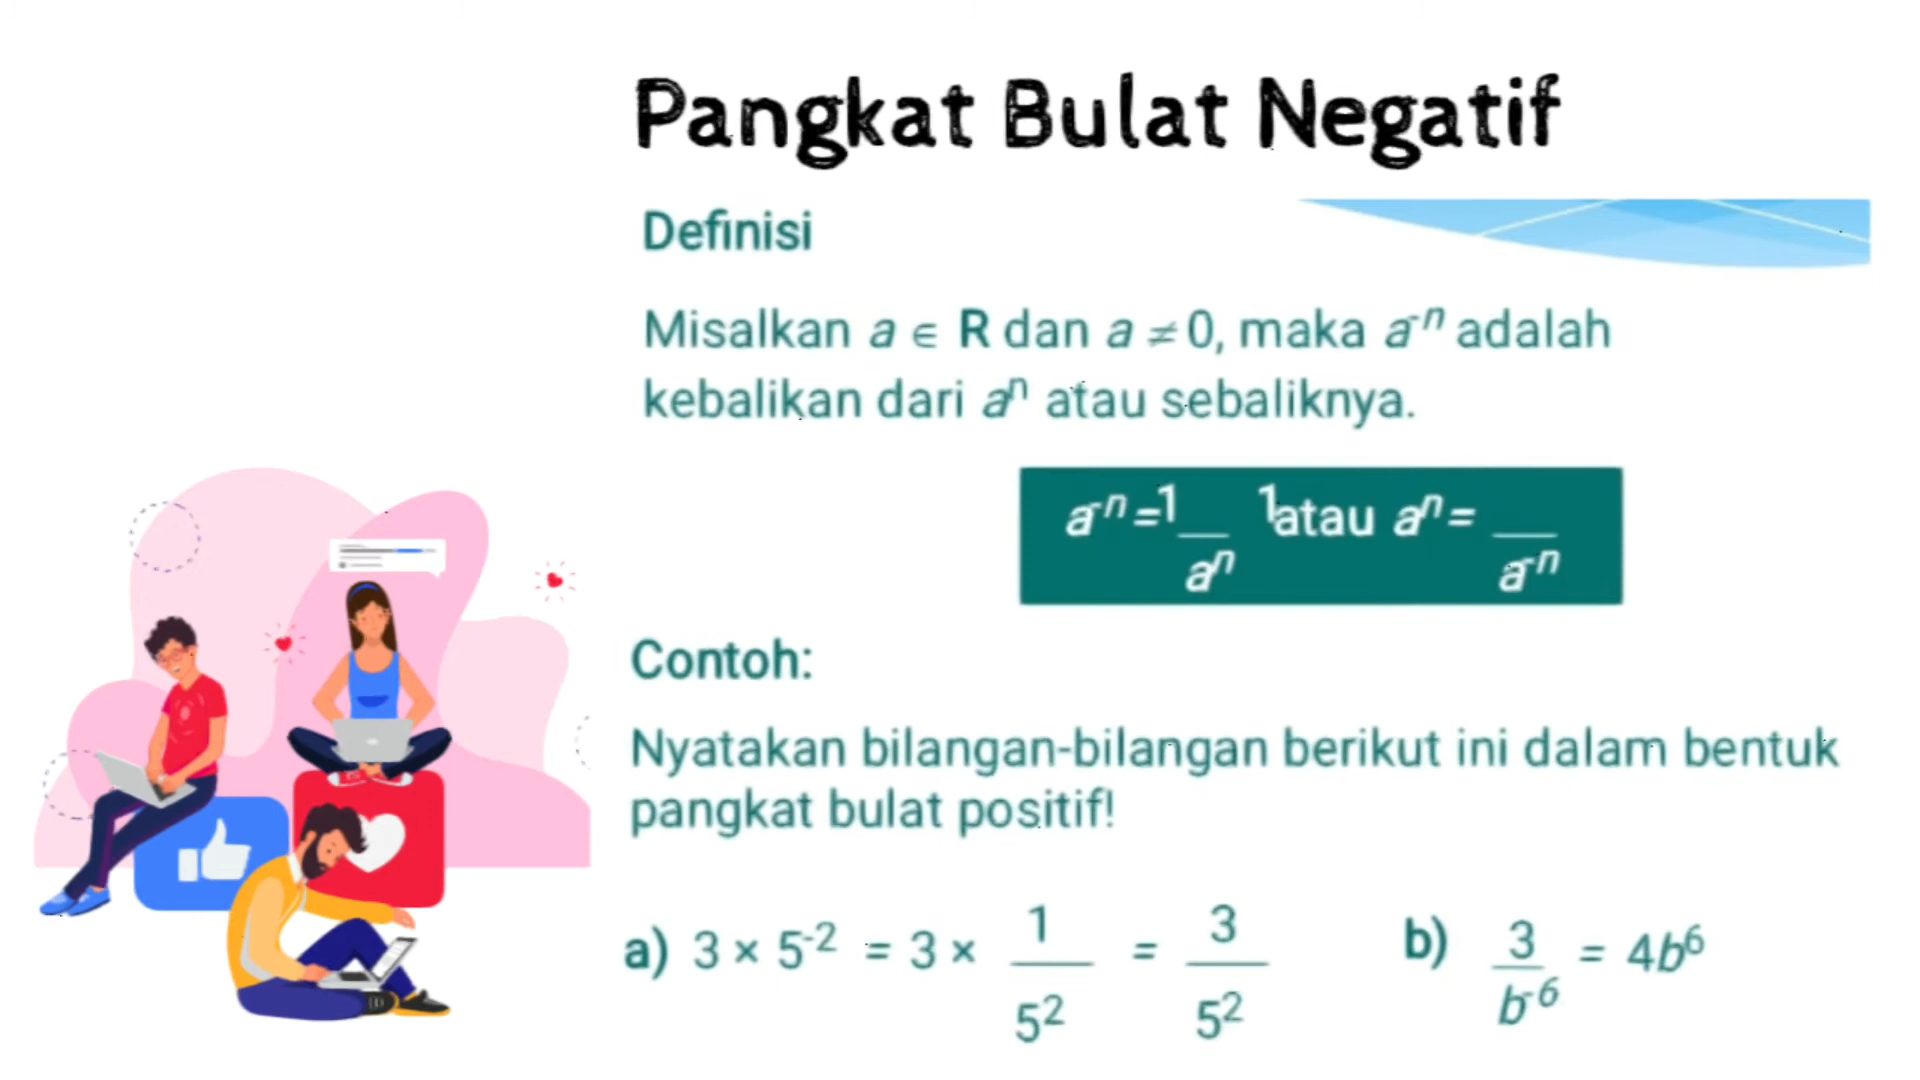 Pangkat Bulat Negatif
Definisi
Misalkan a ∈ R dan a ≠ 0, maka a⁻ⁿ adalah
kebalikan dari aⁿ atau sebaliknya.
a⁻ⁿ = 1/aⁿ atau aⁿ = 1/a⁻ⁿ
Contoh:
Nyatakan bilangan-bilangan berikut ini dalam bentuk
pangkat bulat positif!
a) 3 × 5⁻² = 3 × 1/5² = 3/5² b) 3/b⁻⁶ = 4b⁶